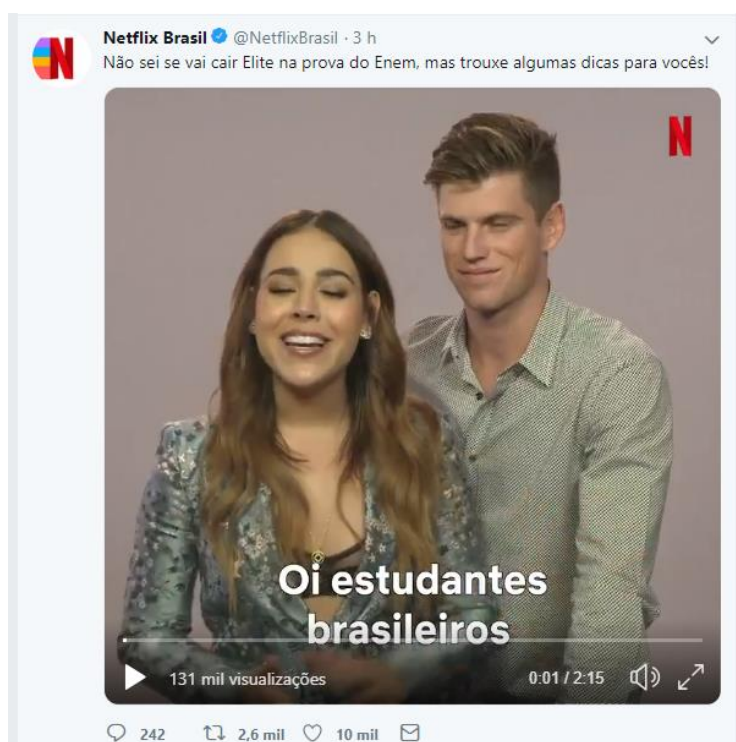 Netflix Brasil @NetflixBrasil · 3 h
Não sei se vai cair Elite na prova do Enem, mas trouxe algumas dicas para vocês!
N
N
Oi estudantes
brasileiros
131 mil visualizações 0:01 / 2:15
242 2,6 mil 10 mil